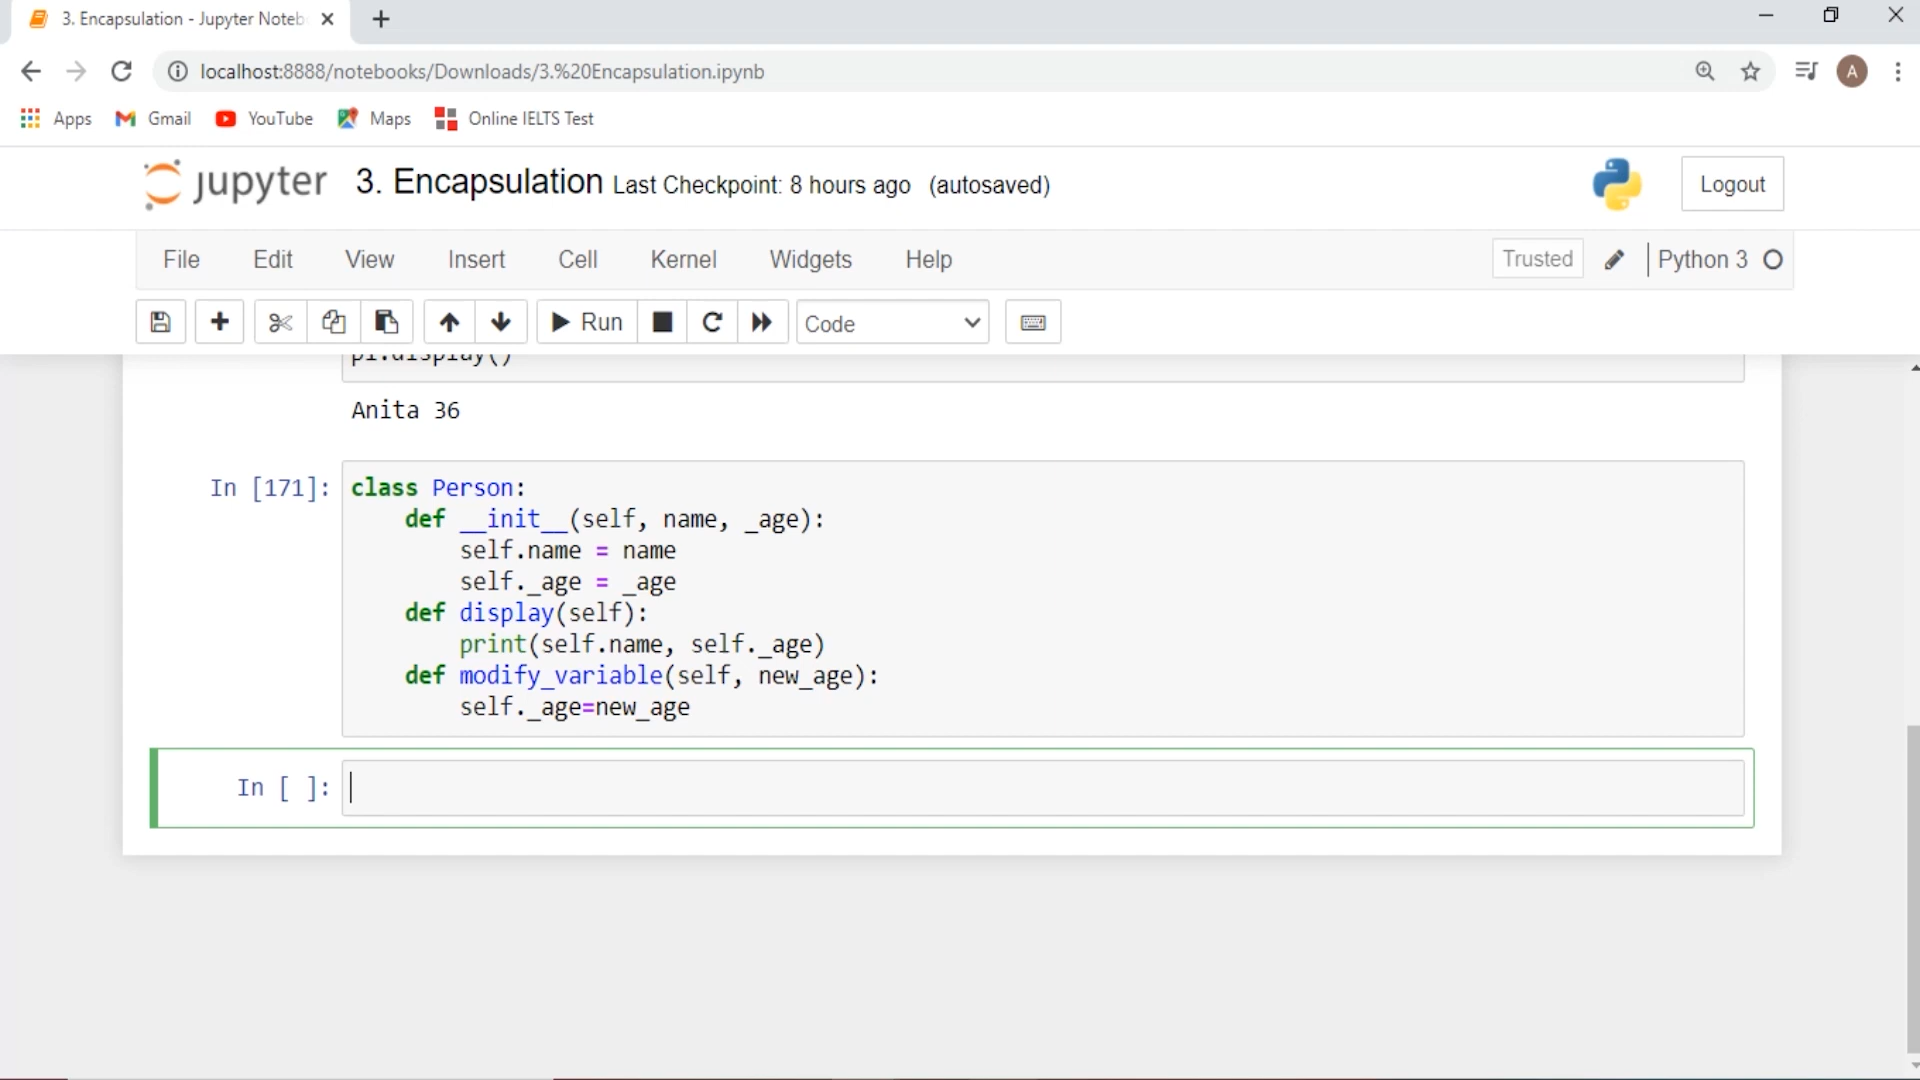 3. Encapsulation - Jupyter Noteb
localhost:8888/notebooks/Downloads/3.%20Encapsulation.ipynb
A
Apps Gmail YouTube Maps Online IELTS Test
jupyter 3. Encapsulation Last Checkpoint: 8 hours ago (autosaved)
Logout
File Edit View Insert Cell Kernel Widgets Help Trusted Python 3
Run Code
p1.display()
Anita 36
In [171]: class Person:
    def __init__(self, name, _age):
        self.name = name
        self._age = _age
    def display(self):
        print(self.name, self._age)
    def modify_variable(self, new_age):
        self._age=new_age
In [ ]: